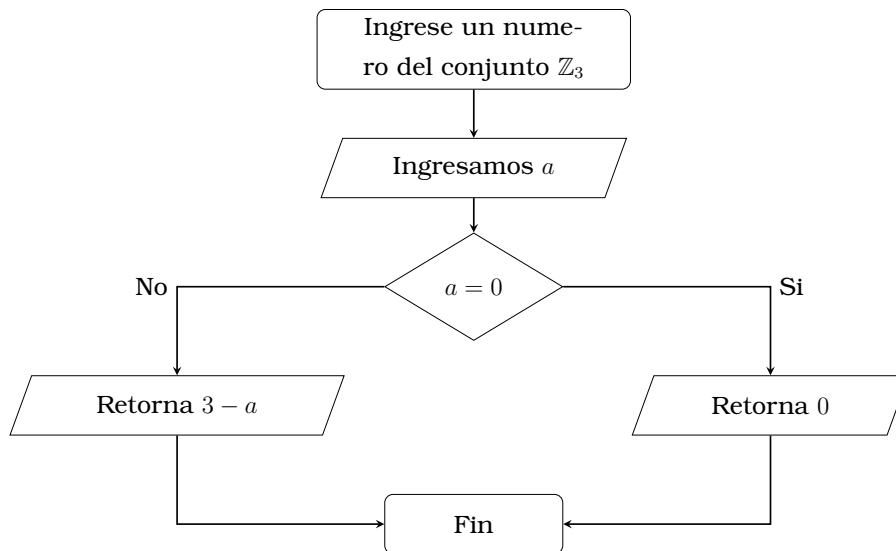 Ingrese un nume-
ro del conjunto ℤ₃
Ingresamos a
a = 0
No
Si
Retorna 3 − a
Retorna 0
Fin